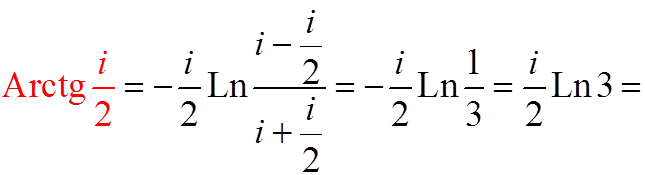 Arctg i/2 = −i/2 Ln (i − i/2)/(i + i/2) = −i/2 Ln 1/3 = i/2 Ln 3 =